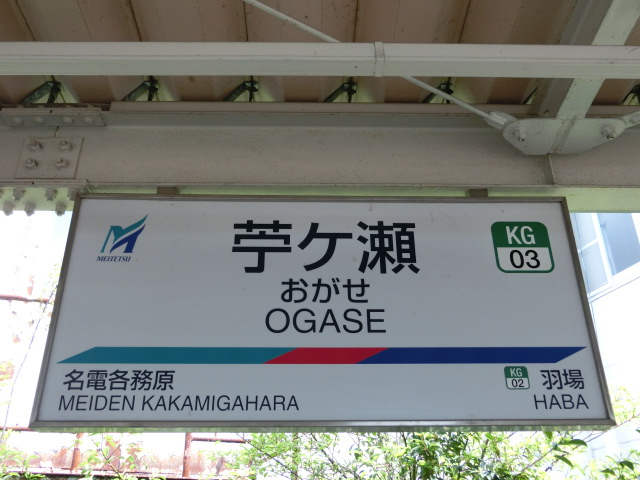 MEITETSU
苧ケ瀬
KG
03
おがせ
OGASE
名電各務原
MEIDEN KAKAMIGAHARA
KG
02
羽場
HABA